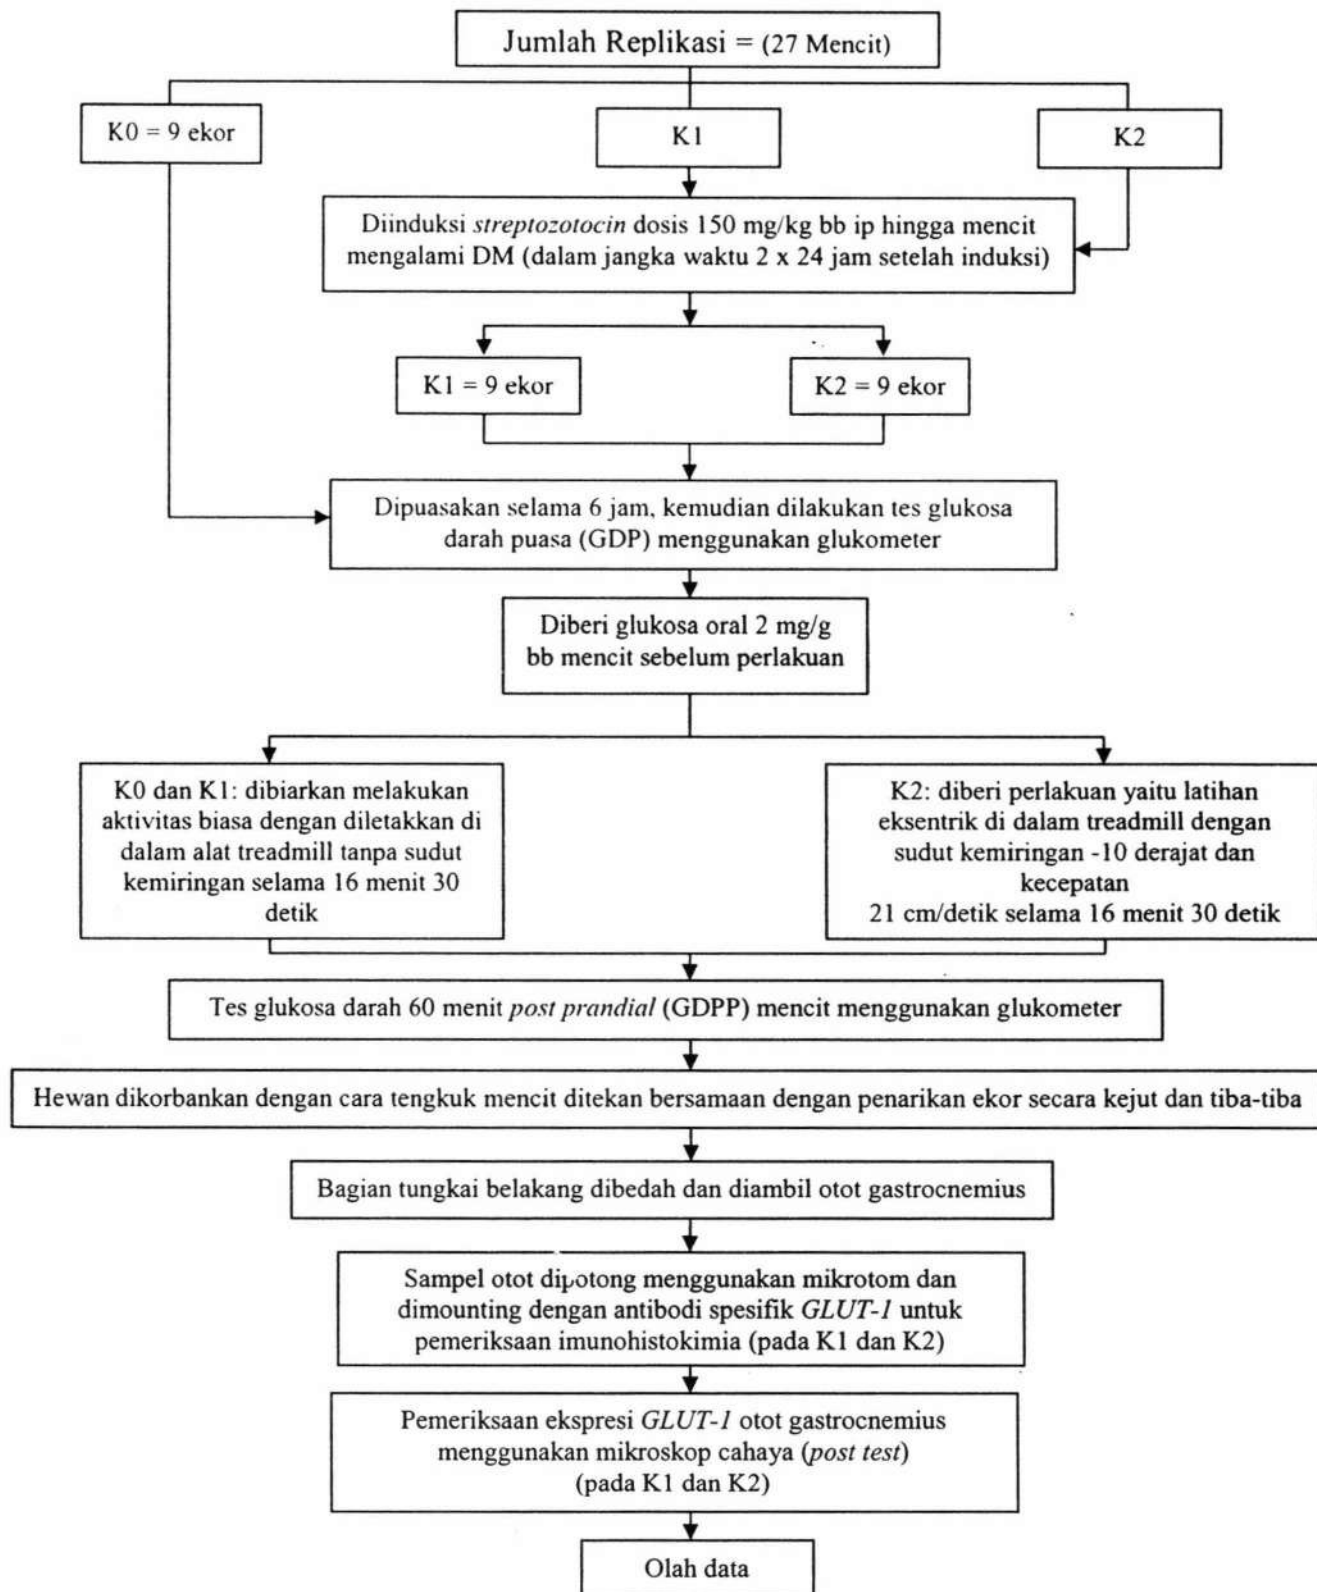 Jumlah Replikasi = (27 Mencit)
K0 = 9 ekor
K1
K2
Diinduksi streptozotocin dosis 150 mg/kg bb ip hingga mencit
mengalami DM (dalam jangka waktu 2 x 24 jam setelah induksi)
K1 = 9 ekor
K2 = 9 ekor
Dipuasakan selama 6 jam, kemudian dilakukan tes glukosa
darah puasa (GDP) menggunakan glukometer
Diberi glukosa oral 2 mg/g
bb mencit sebelum perlakuan
K0 dan K1: dibiarkan melakukan
aktivitas biasa dengan diletakkan di
dalam alat treadmill tanpa sudut
kemiringan selama 16 menit 30
detik
K2: diberi perlakuan yaitu latihan
eksentrik di dalam treadmill dengan
sudut kemiringan -10 derajat dan
kecepatan
21 cm/detik selama 16 menit 30 detik
Tes glukosa darah 60 menit post prandial (GDPP) mencit menggunakan glukometer
Hewan dikorbankan dengan cara tengkuk mencit ditekan bersamaan dengan penarikan ekor secara kejut dan tiba-tiba
Bagian tungkai belakang dibedah dan diambil otot gastrocnemius
Sampel otot dipotong menggunakan mikrotom dan
dimounting dengan antibodi spesifik GLUT-1 untuk
pemeriksaan imunohistokimia (pada K1 dan K2)
Pemeriksaan ekspresi GLUT-1 otot gastrocnemius
menggunakan mikroskop cahaya (post test)
(pada K1 dan K2)
Olah data